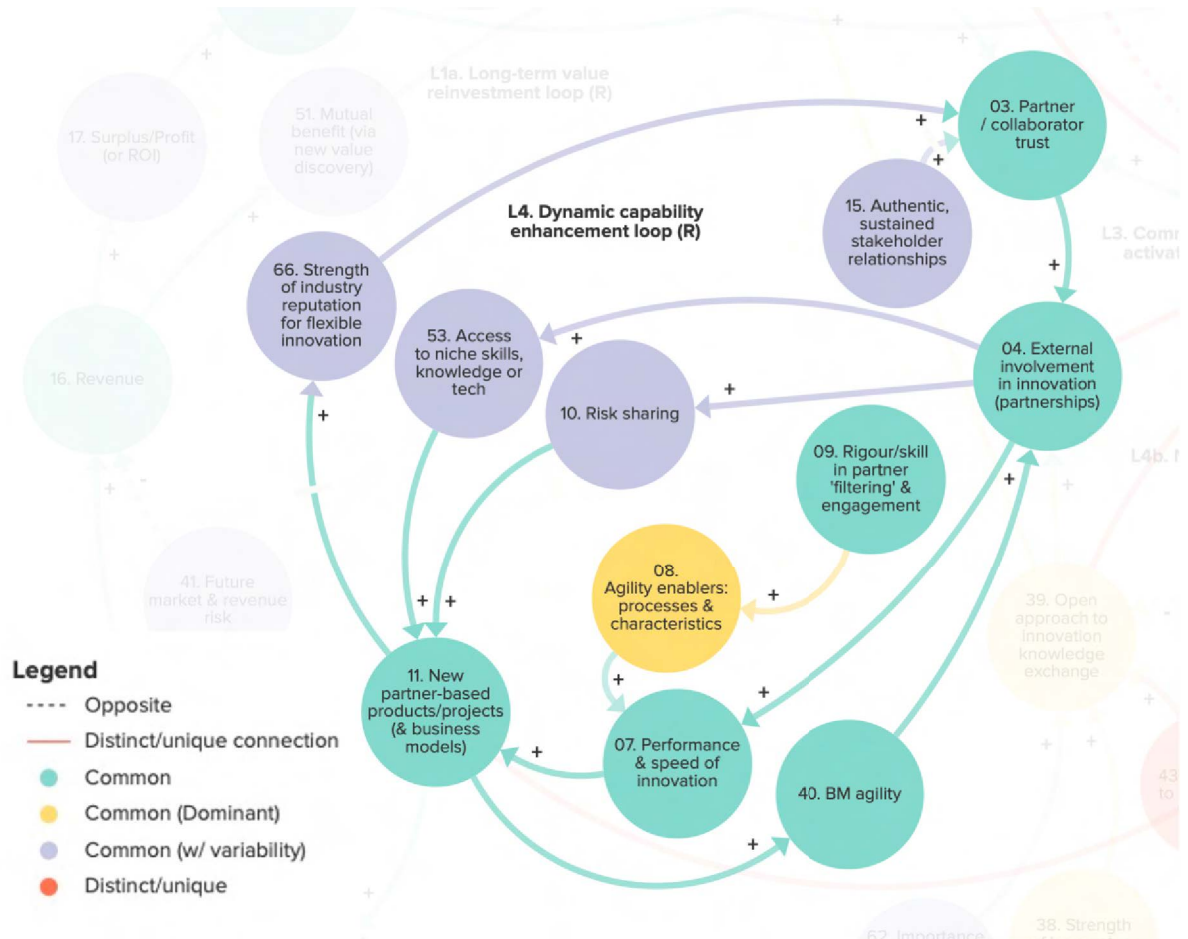 L1a. Long-term value
reinvestment loop (R)
17. Surplus/Profit
(or ROI)
51. Mutual
benefit (via
new value
discovery)
03. Partner
/ collaborator
trust
15. Authentic,
sustained
stakeholder
relationships
L4. Dynamic capability
enhancement loop (R)
66. Strength
of industry
reputation
for flexible
innovation
53. Access
to niche skills,
knowledge or
tech
10. Risk sharing
04. External
involvement
in innovation
(partnerships)
16. Revenue
09. Rigour/skill
in partner
'filtering' &
engagement
08.
Agility enablers:
processes &
characteristics
41. Future
market & revenue
risk
39. Open
approach to
innovation
knowledge
exchange
11. New
partner-based
products/projects
(& business
models)
07. Performance
& speed of
innovation
40. BM agility
38. Strength
62. Importance
L3.
L4b.
43
to
+
+
+
+
+
+
+
+
+
+
+
+
+
+
Legend
Opposite
Distinct/unique connection
Common
Common (Dominant)
Common (w/ variability)
Distinct/unique